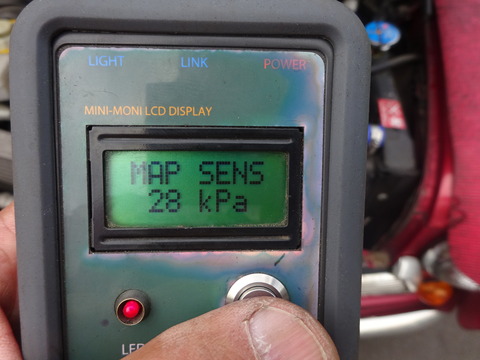 LIGHT LINK POWER
MINI-MONI LCD DISPLAY
MAP SENS
28 kPa